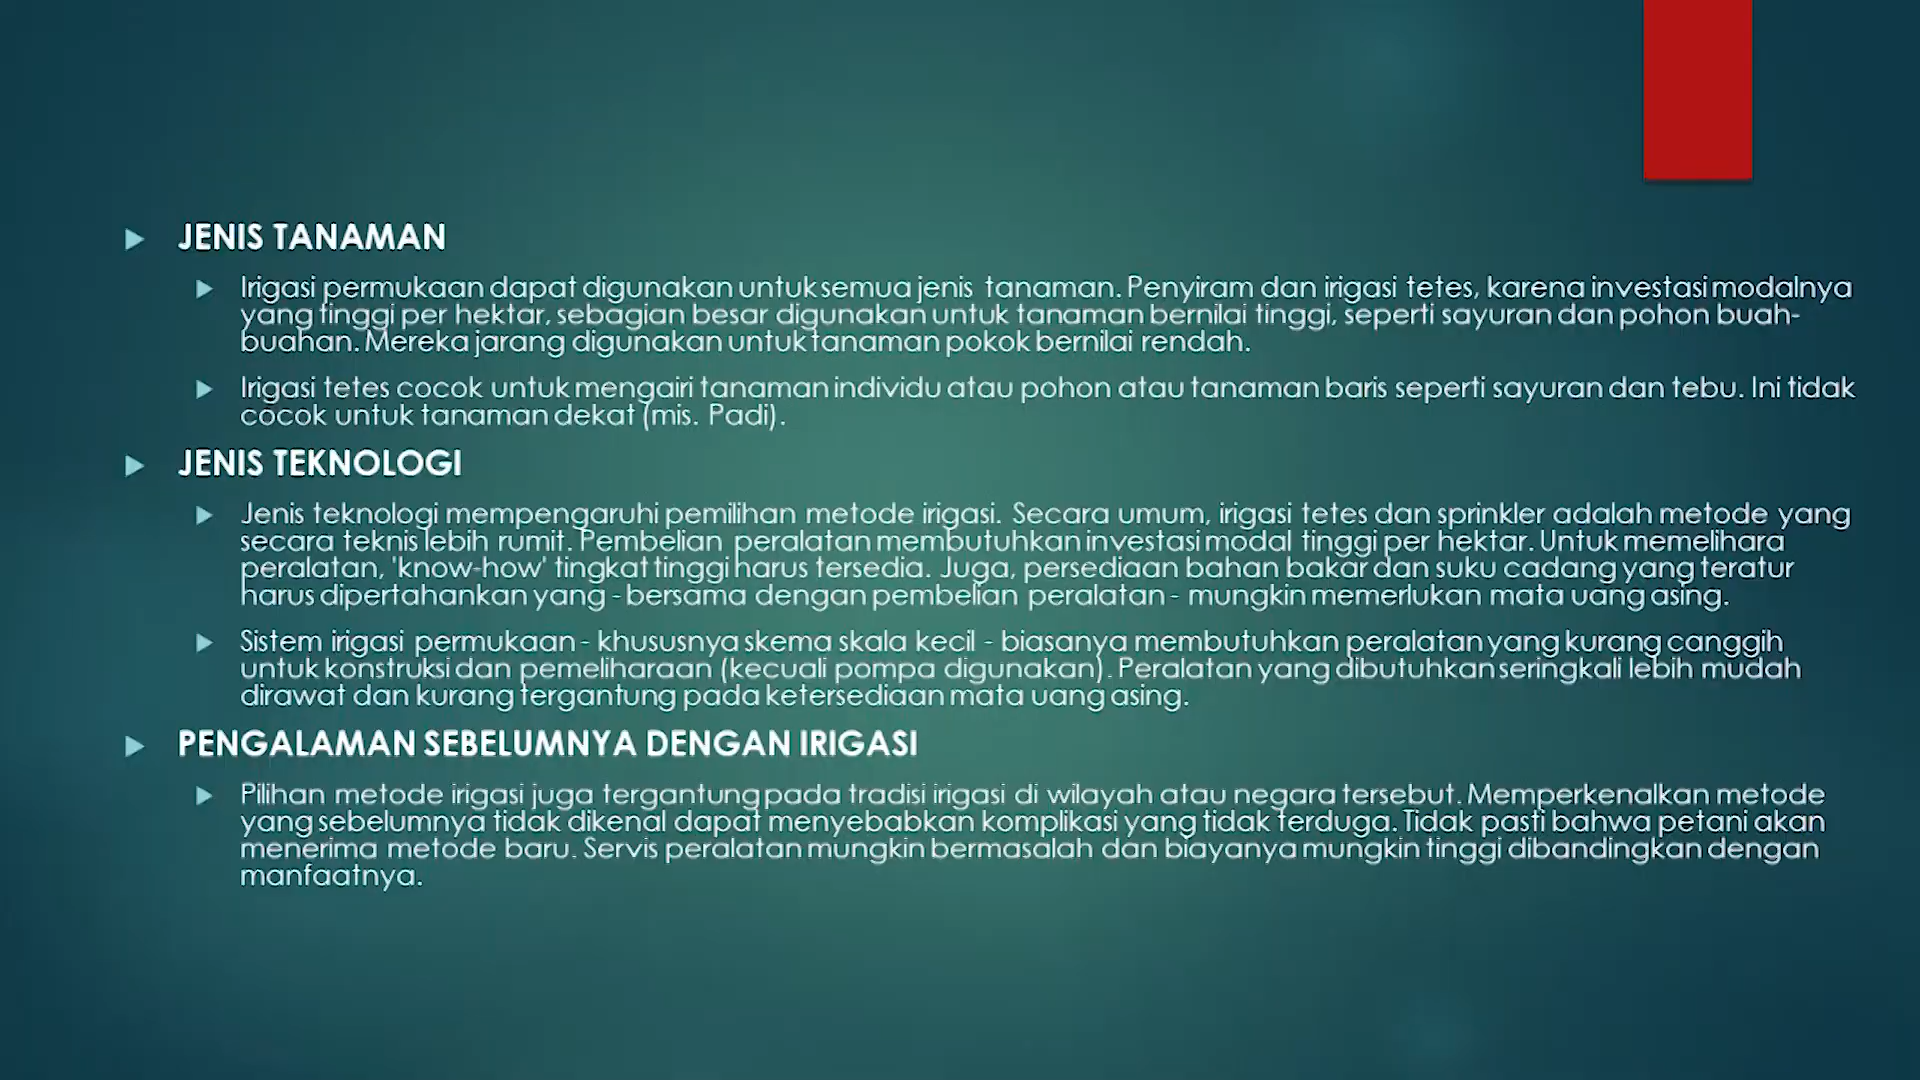 JENIS TANAMAN
Irigasi permukaan dapat digunakan untuk semua jenis tanaman. Penyiram dan irigasi tetes, karena investasi modalnya
yang tinggi per hektar, sebagian besar digunakan untuk tanaman bernilai tinggi, seperti sayuran dan pohon buah-
buahan. Mereka jarang digunakan untuk tanaman pokok bernilai rendah.
Irigasi tetes cocok untuk mengairi tanaman individu atau pohon atau tanaman baris seperti sayuran dan tebu. Ini tidak
cocok untuk tanaman dekat (mis. Padi).
JENIS TEKNOLOGI
Jenis teknologi mempengaruhi pemilihan metode irigasi. Secara umum, irigasi tetes dan sprinkler adalah metode yang
secara teknis lebih rumit. Pembelian peralatan membutuhkan investasi modal tinggi per hektar. Untuk memelihara
peralatan, 'know-how' tingkat tinggi harus tersedia. Juga, persediaan bahan bakar dan suku cadang yang teratur
harus dipertahankan yang - bersama dengan pembelian peralatan - mungkin memerlukan mata uang asing.
Sistem irigasi permukaan - khususnya skema skala kecil - biasanya membutuhkan peralatan yang kurang canggih
untuk konstruksi dan pemeliharaan (kecuali pompa digunakan). Peralatan yang dibutuhkan seringkali lebih mudah
dirawat dan kurang tergantung pada ketersediaan mata uang asing.
PENGALAMAN SEBELUMNYA DENGAN IRIGASI
Pilihan metode irigasi juga tergantung pada tradisi irigasi di wilayah atau negara tersebut. Memperkenalkan metode
yang sebelumnya tidak dikenal dapat menyebabkan komplikasi yang tidak terduga. Tidak pasti bahwa petani akan
menerima metode baru. Servis peralatan mungkin bermasalah dan biayanya mungkin tinggi dibandingkan dengan
manfaatnya.